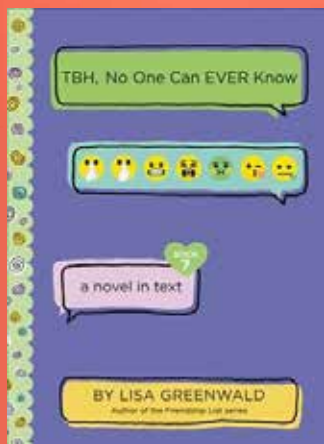 TBH, No One Can EVER Know
BOOK
7
a novel in text
BY LISA GREENWALD
Author of the Friendship List series